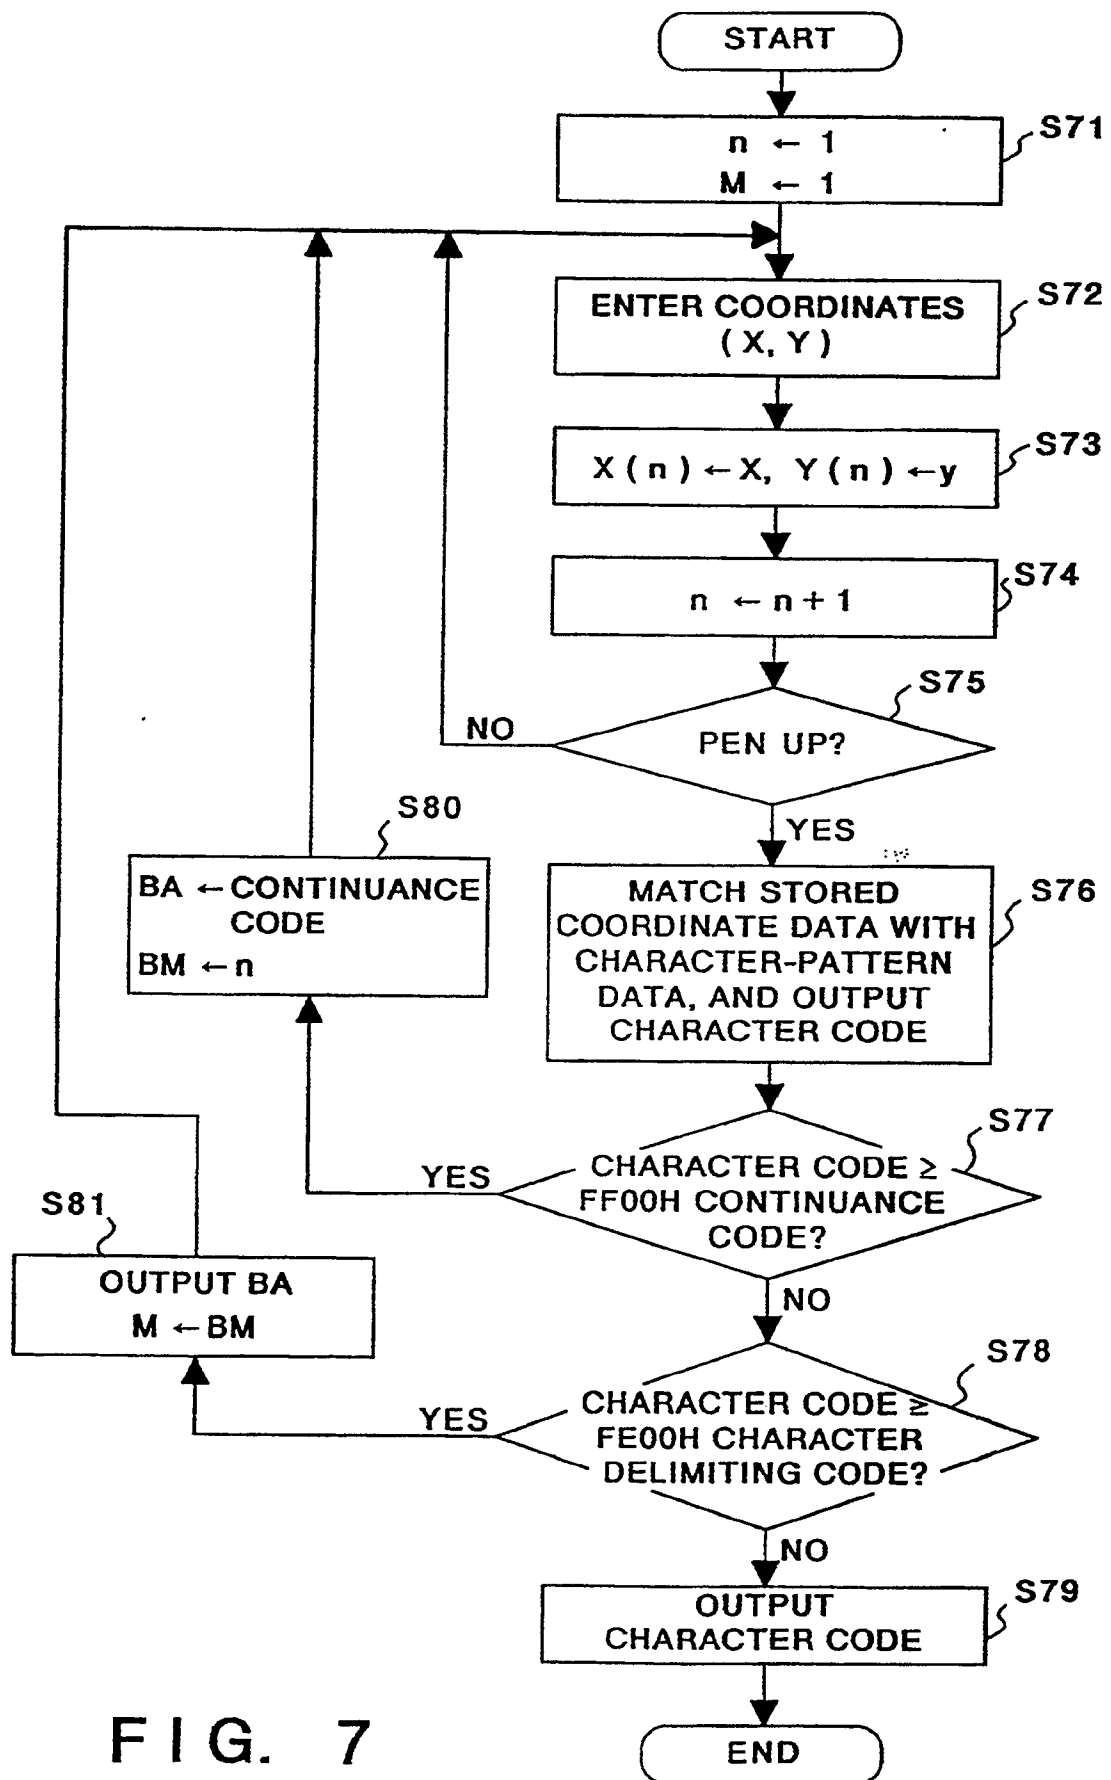 START
S71
n ← 1
M ← 1
S72
ENTER COORDINATES
(X, Y)
S73
X(n)←X, Y(n)←y
S74
n ← n+1
S75
PEN UP?
NO
YES
S80
BA ←CONTINUANCE
CODE
BM ←n
S76
MATCH STORED
COORDINATE DATA WITH
CHARACTER-PATTERN
DATA, AND OUTPUT
CHARACTER CODE
S77
CHARACTER CODE ≥
FF00H CONTINUANCE
CODE?
YES
NO
S81
OUTPUT BA
M ←BM
S78
CHARACTER CODE ≥
FE00H CHARACTER
DELIMITING CODE?
YES
NO
S79
OUTPUT
CHARACTER CODE
END
FIG. 7